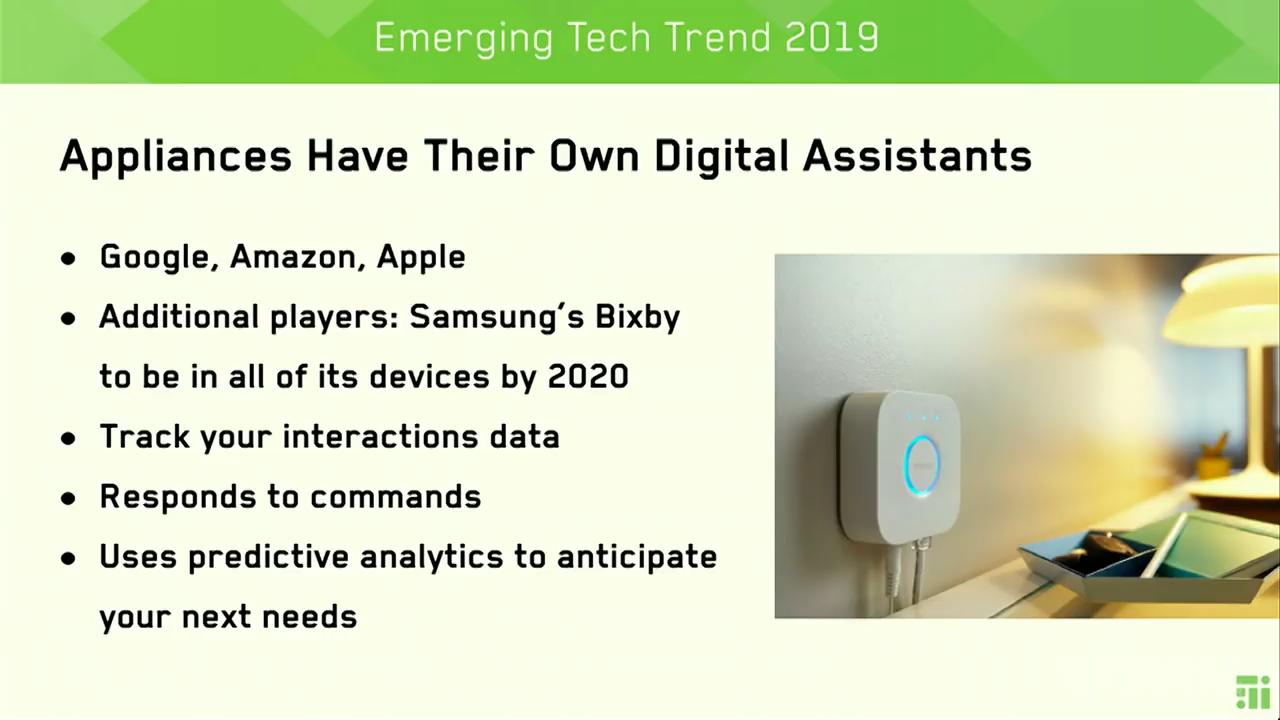 Emerging Tech Trend 2019
Appliances Have Their Own Digital Assistants
• Google, Amazon, Apple
• Additional players: Samsung's Bixby
to be in all of its devices by 2020
• Track your interactions data
• Responds to commands
• Uses predictive analytics to anticipate
your next needs